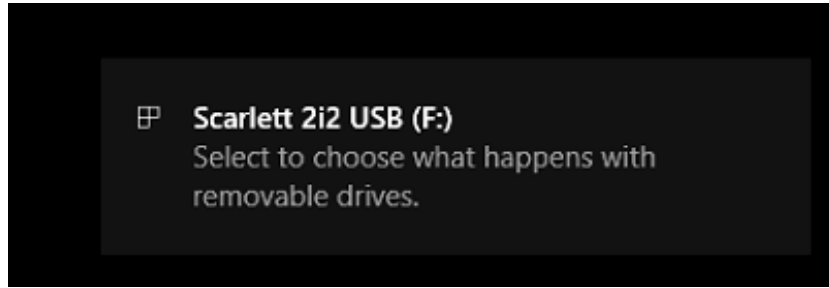 Scarlett 2i2 USB (F:)
Select to choose what happens with
removable drives.